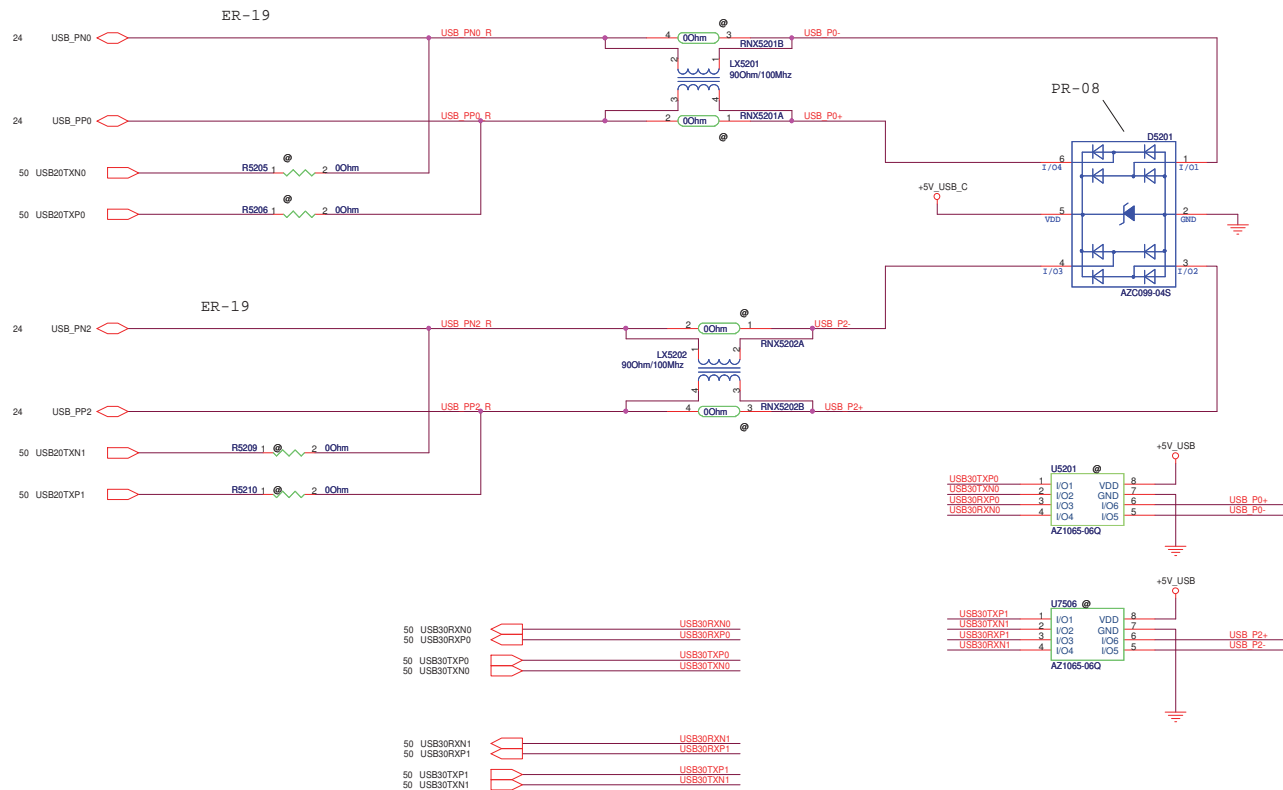 ER-19
24 USB_PN0 USB_PN0_R 4 0Ohm 3 @ USB_P0-
RNX5201B
2 1 LX5201
90Ohm/100Mhz
3 4
24 USB_PP0 USB_PP0_R 2 0Ohm 1 RNX5201A USB_P0+
@
PR-08
D5201
6 I/O4 1 I/O1
+5V_USB_C 5 VDD 2 GND
4 I/O3 3 I/O2
AZC099-04S
@
50 USB20TXN0 R5205 1 2 0Ohm
@
50 USB20TXP0 R5206 1 2 0Ohm
ER-19
24 USB_PN2 USB_PN2_R 2 0Ohm 1 @ USB_P2-
RNX5202A
1 2 LX5202
90Ohm/100Mhz
4 3
24 USB_PP2 USB_PP2_R 4 0Ohm 3 RNX5202B USB_P2+
@
50 USB20TXN1 R5209 1 @ 2 0Ohm
50 USB20TXP1 R5210 1 @ 2 0Ohm
+5V_USB
U5201 @
USB30TXP0 1 I/O1 VDD 8
USB30TXN0 2 I/O2 GND 7
USB30RXP0 3 I/O3 I/O6 6 USB_P0+
USB30RXN0 4 I/O4 I/O5 5 USB_P0-
AZ1065-06Q
+5V_USB
U7506 @
USB30TXP1 1 I/O1 VDD 8
USB30TXN1 2 I/O2 GND 7
USB30RXP1 3 I/O3 I/O6 6 USB_P2+
USB30RXN1 4 I/O4 I/O5 5 USB_P2-
AZ1065-06Q
50 USB30RXN0 USB30RXN0
50 USB30RXP0 USB30RXP0
50 USB30TXP0 USB30TXP0
50 USB30TXN0 USB30TXN0
50 USB30RXN1 USB30RXN1
50 USB30RXP1 USB30RXP1
50 USB30TXP1 USB30TXP1
50 USB30TXN1 USB30TXN1